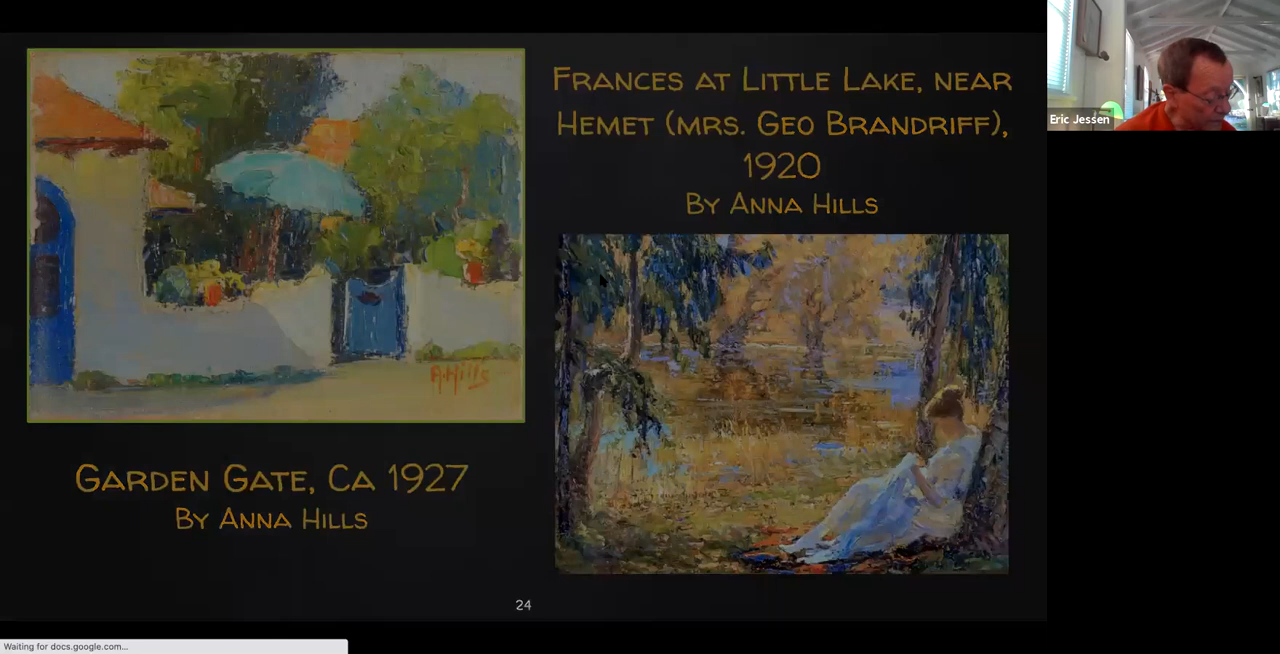 Frances at Little Lake, near
Hemet (mrs. Geo Brandriff),
1920
By Anna Hills
Eric Jessen
A.Hills
Garden Gate, Ca 1927
By Anna Hills
24
Waiting for docs.google.com...